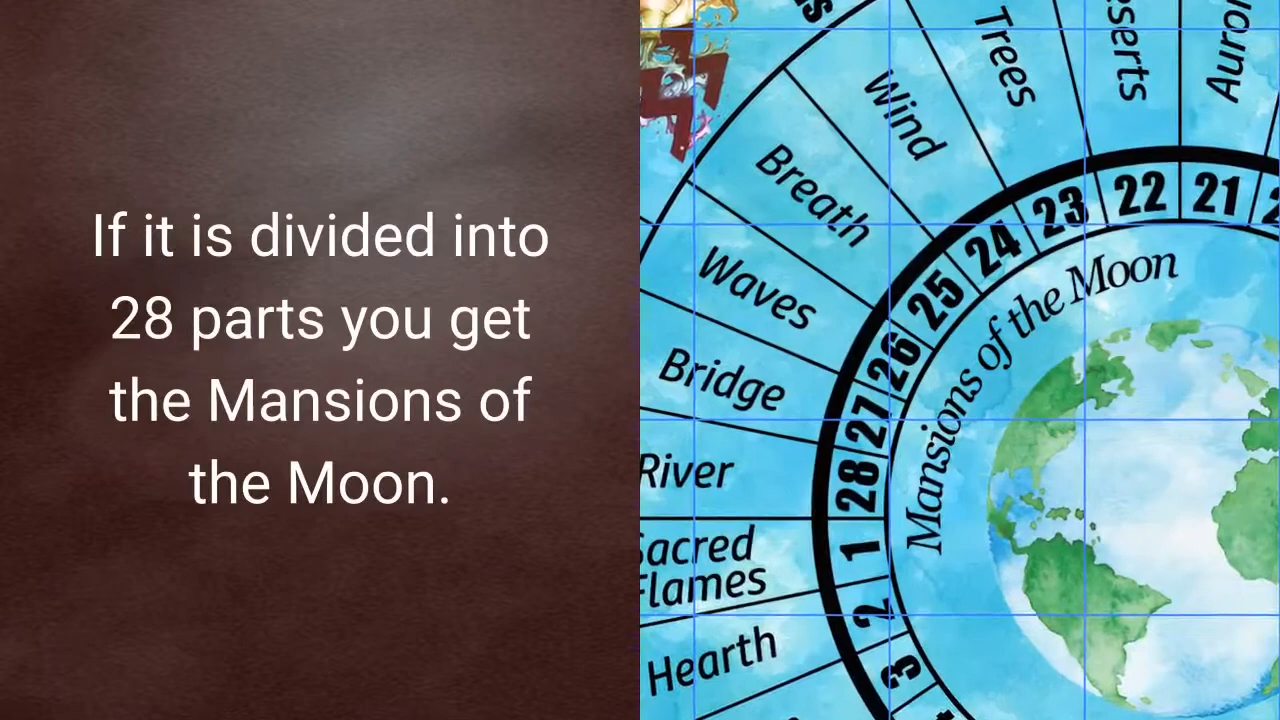 If it is divided into
28 parts you get
the Mansions of
the Moon.
Trees
Wind
Breath
Waves
Bridge
River
Flames
Hearth
21
22
23
24
25
26
27
28
1
2
3
Mansions of the Moon